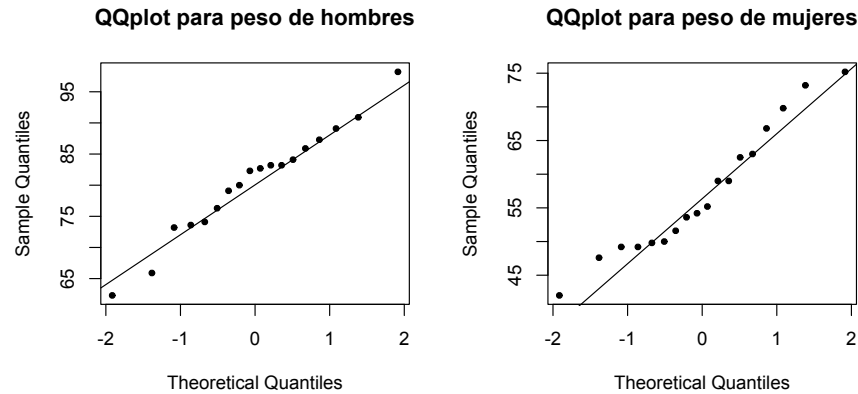 QQplot para peso de hombres
Sample Quantiles
95
85
75
65
-2 -1 0 1 2
Theoretical Quantiles
QQplot para peso de mujeres
Sample Quantiles
75
65
55
45
-2 -1 0 1 2
Theoretical Quantiles